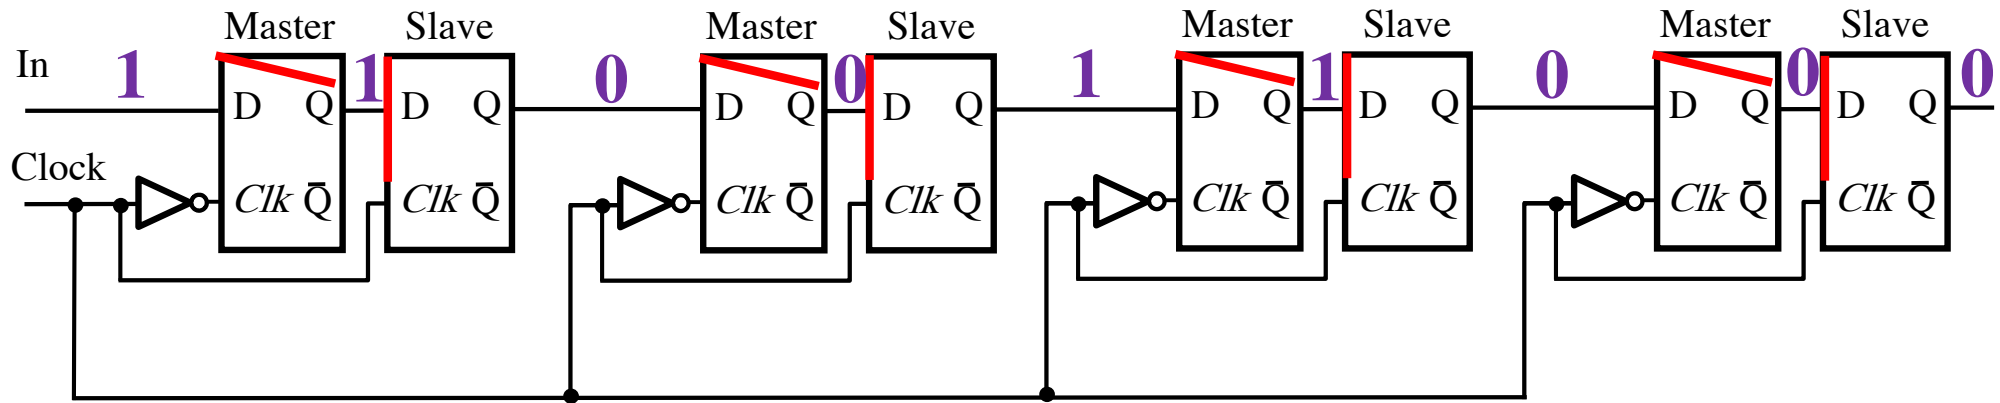 Master Slave Master Slave Master Slave Master Slave
In 1 1 0 0 1 1 0 0 0
D Q D Q D Q D Q D Q D Q D Q D Q
Clock
Clk Q̄ Clk Q̄ Clk Q̄ Clk Q̄ Clk Q̄ Clk Q̄ Clk Q̄ Clk Q̄